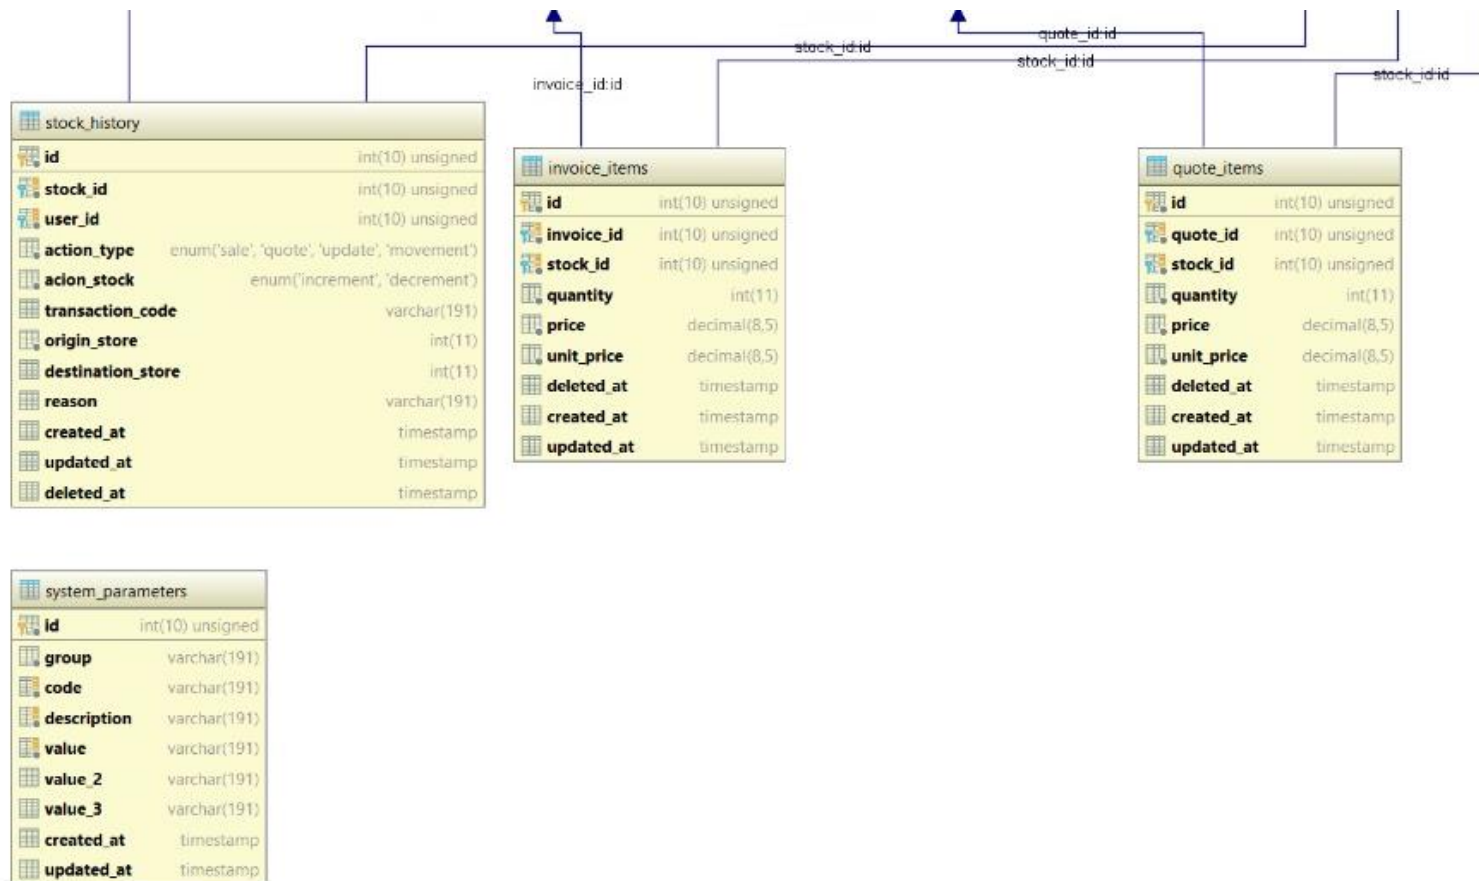 quote_id:id
stock_id:id
stock_id:id
stock_id:id
invoice_id:id
stock_history
id int(10) unsigned
stock_id int(10) unsigned
user_id int(10) unsigned
action_type enum('sale', 'quote', 'update', 'movement')
acion_stock enum('increment', 'decrement')
transaction_code varchar(191)
origin_store int(11)
destination_store int(11)
reason varchar(191)
created_at timestamp
updated_at timestamp
deleted_at timestamp
invoice_items
id int(10) unsigned
invoice_id int(10) unsigned
stock_id int(10) unsigned
quantity int(11)
price decimal(8,5)
unit_price decimal(8,5)
deleted_at timestamp
created_at timestamp
updated_at timestamp
quote_items
id int(10) unsigned
quote_id int(10) unsigned
stock_id int(10) unsigned
quantity int(11)
price decimal(8,5)
unit_price decimal(8,5)
deleted_at timestamp
created_at timestamp
updated_at timestamp
system_parameters
id int(10) unsigned
group varchar(191)
code varchar(191)
description varchar(191)
value varchar(191)
value_2 varchar(191)
value_3 varchar(191)
created_at timestamp
updated_at timestamp